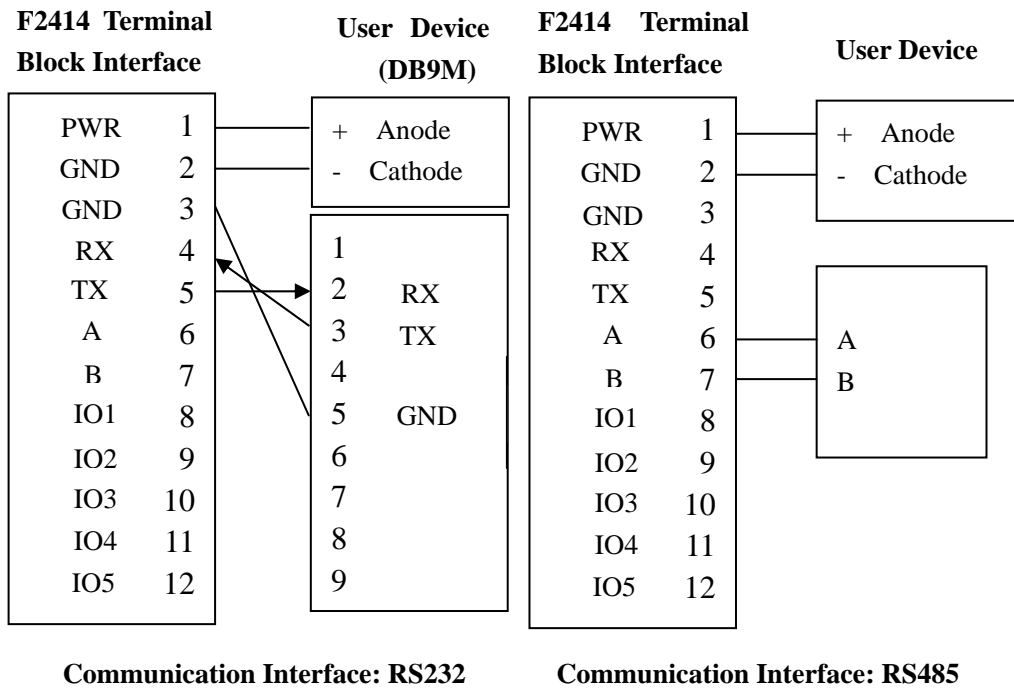 F2414 Terminal
Block Interface
PWR 1
GND 2
GND 3
RX 4
TX 5
A 6
B 7
IO1 8
IO2 9
IO3 10
IO4 11
IO5 12
User Device
(DB9M)
+ Anode
- Cathode
1
2 RX
3 TX
4
5 GND
6
7
8
9
Communication Interface: RS232
F2414 Terminal
Block Interface
PWR 1
GND 2
GND 3
RX 4
TX 5
A 6
B 7
IO1 8
IO2 9
IO3 10
IO4 11
IO5 12
User Device
+ Anode
- Cathode
A
B
Communication Interface: RS485